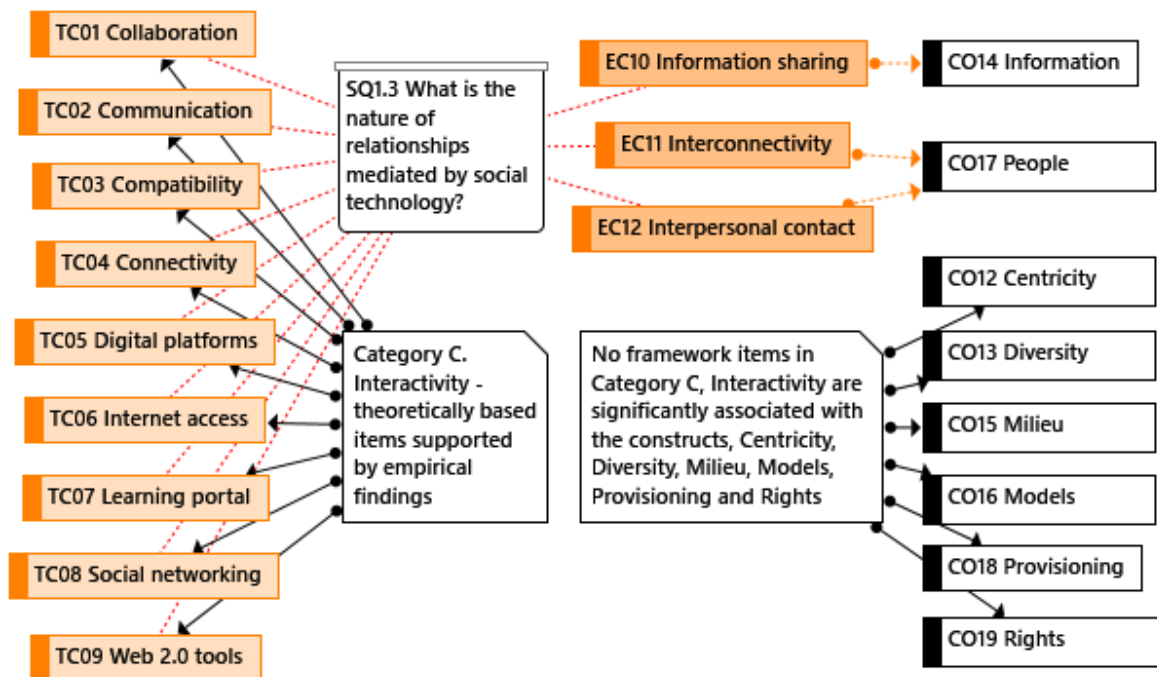 TC01 Collaboration
TC02 Communication
TC03 Compatibility
TC04 Connectivity
TC05 Digital platforms
TC06 Internet access
TC07 Learning portal
TC08 Social networking
TC09 Web 2.0 tools
SQ1.3 What is the
nature of
relationships
mediated by social
technology?
Category C.
Interactivity -
theoretically based
items supported
by empirical
findings
EC10 Information sharing
EC11 Interconnectivity
EC12 Interpersonal contact
No framework items in
Category C, Interactivity are
significantly associated with
the constructs, Centricity,
Diversity, Milieu, Models,
Provisioning and Rights
CO14 Information
CO17 People
CO12 Centricity
CO13 Diversity
CO15 Milieu
CO16 Models
CO18 Provisioning
CO19 Rights